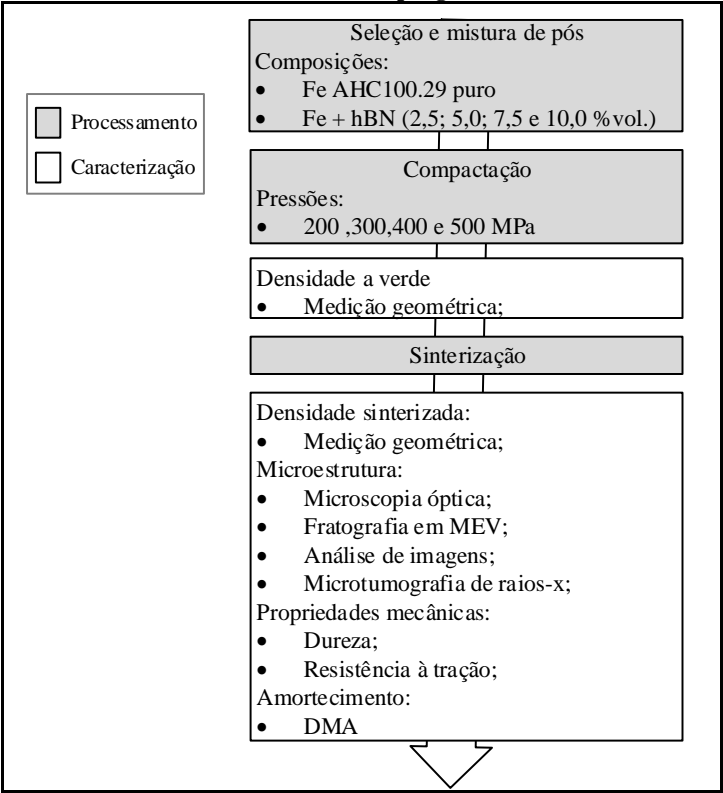 Seleção e mistura de pós
Composições:
• Fe AHC100.29 puro
• Fe + hBN (2,5; 5,0; 7,5 e 10,0 %vol.)
Processamento
Caracterização
Compactação
Pressões:
• 200 ,300,400 e 500 MPa
Densidade a verde
• Medição geométrica;
Sinterização
Densidade sinterizada:
• Medição geométrica;
Microestrutura:
• Microscopia óptica;
• Fratografia em MEV;
• Análise de imagens;
• Microtumografia de raios-x;
Propriedades mecânicas:
• Dureza;
• Resistência à tração;
Amortecimento:
• DMA